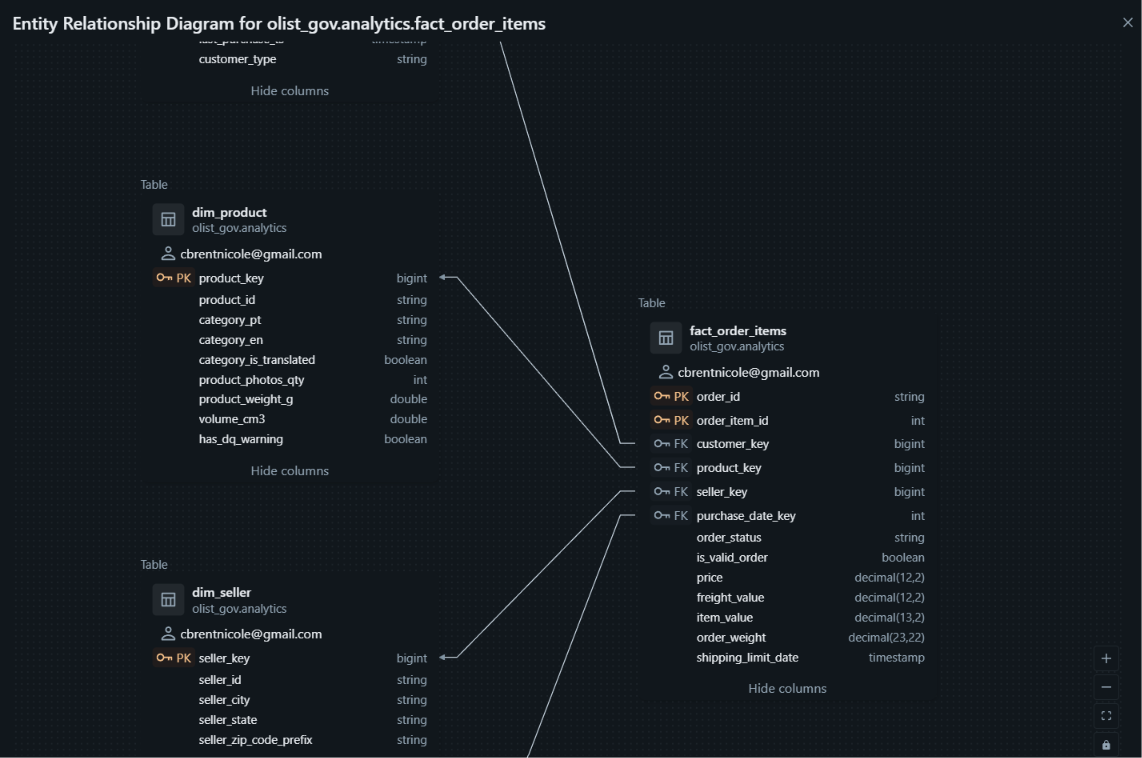 Entity Relationship Diagram for olist_gov.analytics.fact_order_items
last_purchase_ts timestamp
customer_type string
Hide columns
Table
dim_product
olist_gov.analytics
cbrentnicole@gmail.com
PK product_key bigint
product_id string
category_pt string
category_en string
category_is_translated boolean
product_photos_qty int
product_weight_g double
volume_cm3 double
has_dq_warning boolean
Hide columns
Table
dim_seller
olist_gov.analytics
cbrentnicole@gmail.com
PK seller_key bigint
seller_id string
seller_city string
seller_state string
seller_zip_code_prefix string
Table
fact_order_items
olist_gov.analytics
cbrentnicole@gmail.com
PK order_id string
PK order_item_id int
FK customer_key bigint
FK product_key bigint
FK seller_key bigint
FK purchase_date_key int
order_status string
is_valid_order boolean
price decimal(12,2)
freight_value decimal(12,2)
item_value decimal(13,2)
order_weight decimal(23,22)
shipping_limit_date timestamp
Hide columns